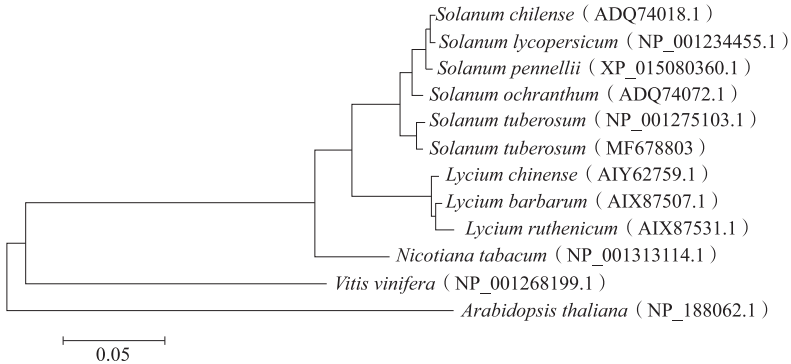 Solanum chilense ( ADQ74018.1 )
Solanum lycopersicum ( NP_001234455.1 )
Solanum pennellii ( XP_015080360.1 )
Solanum ochranthum ( ADQ74072.1 )
Solanum tuberosum ( NP_001275103.1 )
Solanum tuberosum ( MF678803 )
Lycium chinense ( AIY62759.1 )
Lycium barbarum ( AIX87507.1 )
Lycium ruthenicum ( AIX87531.1 )
Nicotiana tabacum ( NP_001313114.1 )
Vitis vinifera ( NP_001268199.1 )
Arabidopsis thaliana ( NP_188062.1 )
0.05